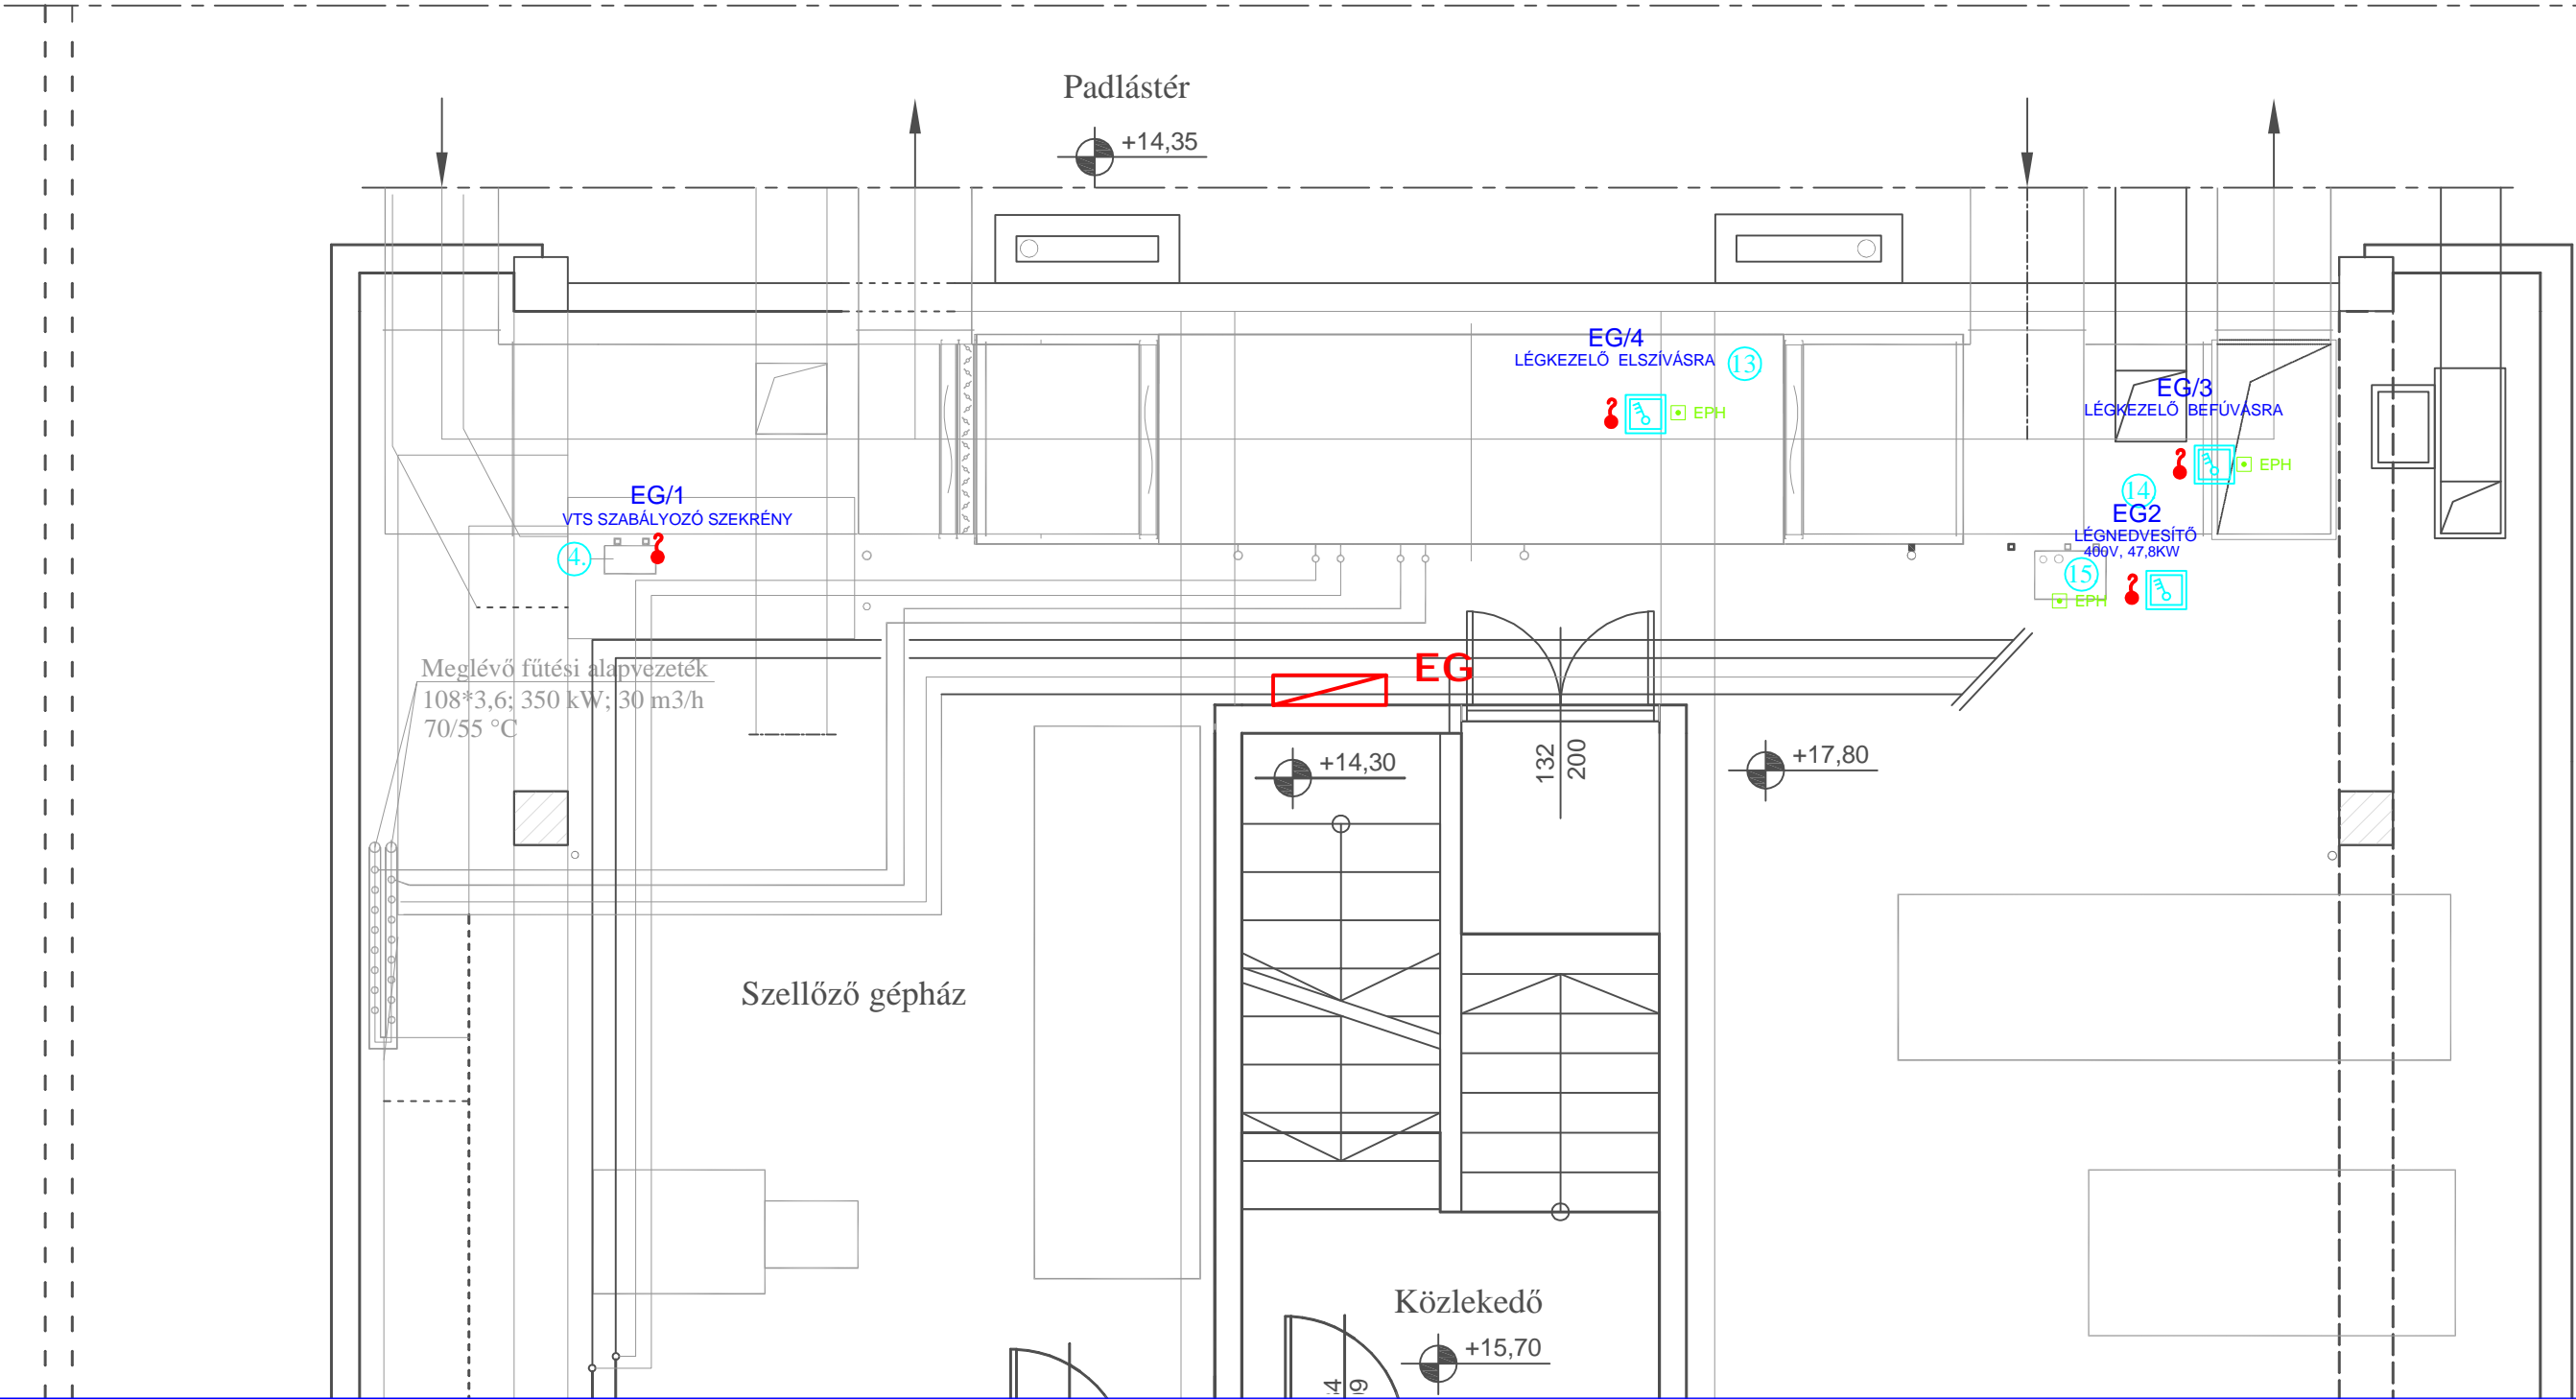 Padlástér
+14,35
EG/4
LÉGKEZELŐ ELSZÍVÁSRA
13
EPH
EG/3
LÉGKEZELŐ BEFÚVÁSRA
EPH
14
EG2
LÉGNEDVESÍTŐ
400V, 47,8KW
15
EPH
EG/1
VTS SZABÁLYOZÓ SZEKRÉNY
4.
Meglévő fűtési alapvezeték
108*3,6; 350 kW; 30 m3/h
70/55 °C
EG
+14,30
132
200
+17,80
Szellőző gépház
Közlekedő
+15,70